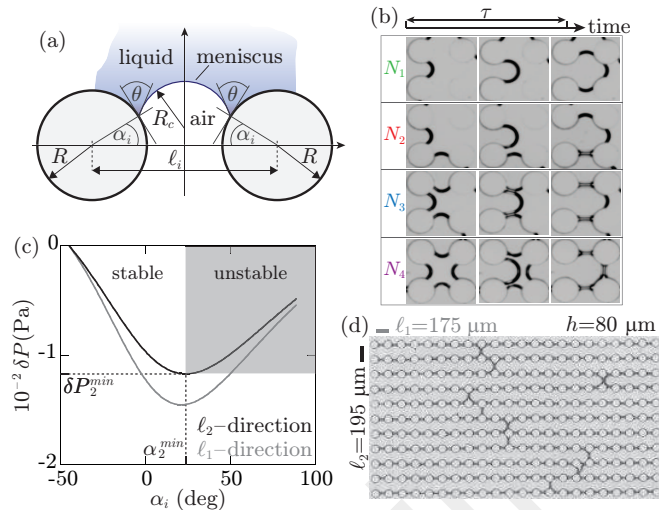 (a)
liquid
meniscus
θ
θ
R_c
air
α_i
α_i
R
R
ℓ_i
(b)
τ
time
N_1
N_2
N_3
N_4
(c)
stable
unstable
10^-2 δP(Pa)
0
-1
-2
δP_2^min
α_2^min
ℓ_2–direction
ℓ_1–direction
-50
0
50
100
α_i (deg)
(d)
ℓ_1=175 µm
h=80 µm
ℓ_2=195 µm